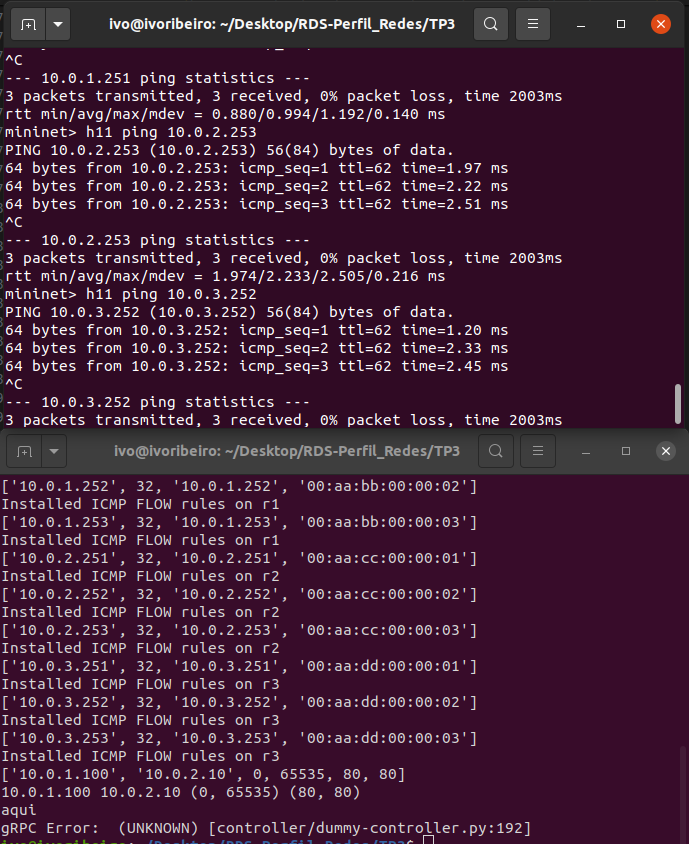 ivo@ivoribeiro: ~/Desktop/RDS-Perfil_Redes/TP3
^C
--- 10.0.1.251 ping statistics ---
3 packets transmitted, 3 received, 0% packet loss, time 2003ms
rtt min/avg/max/mdev = 0.880/0.994/1.192/0.140 ms
mininet> h11 ping 10.0.2.253
PING 10.0.2.253 (10.0.2.253) 56(84) bytes of data.
64 bytes from 10.0.2.253: icmp_seq=1 ttl=62 time=1.97 ms
64 bytes from 10.0.2.253: icmp_seq=2 ttl=62 time=2.22 ms
64 bytes from 10.0.2.253: icmp_seq=3 ttl=62 time=2.51 ms
^C
--- 10.0.2.253 ping statistics ---
3 packets transmitted, 3 received, 0% packet loss, time 2003ms
rtt min/avg/max/mdev = 1.974/2.233/2.505/0.216 ms
mininet> h11 ping 10.0.3.252
PING 10.0.3.252 (10.0.3.252) 56(84) bytes of data.
64 bytes from 10.0.3.252: icmp_seq=1 ttl=62 time=1.20 ms
64 bytes from 10.0.3.252: icmp_seq=2 ttl=62 time=2.33 ms
64 bytes from 10.0.3.252: icmp_seq=3 ttl=62 time=2.45 ms
^C
--- 10.0.3.252 ping statistics ---
3 packets transmitted, 3 received, 0% packet loss, time 2003ms
ivo@ivoribeiro: ~/Desktop/RDS-Perfil_Redes/TP3
['10.0.1.252', 32, '10.0.1.252', '00:aa:bb:00:00:02']
Installed ICMP FLOW rules on r1
['10.0.1.253', 32, '10.0.1.253', '00:aa:bb:00:00:03']
Installed ICMP FLOW rules on r1
['10.0.2.251', 32, '10.0.2.251', '00:aa:cc:00:00:01']
Installed ICMP FLOW rules on r2
['10.0.2.252', 32, '10.0.2.252', '00:aa:cc:00:00:02']
Installed ICMP FLOW rules on r2
['10.0.2.253', 32, '10.0.2.253', '00:aa:cc:00:00:03']
Installed ICMP FLOW rules on r2
['10.0.3.251', 32, '10.0.3.251', '00:aa:dd:00:00:01']
Installed ICMP FLOW rules on r3
['10.0.3.252', 32, '10.0.3.252', '00:aa:dd:00:00:02']
Installed ICMP FLOW rules on r3
['10.0.3.253', 32, '10.0.3.253', '00:aa:dd:00:00:03']
Installed ICMP FLOW rules on r3
['10.0.1.100', '10.0.2.10', 0, 65535, 80, 80]
10.0.1.100 10.0.2.10 (0, 65535) (80, 80)
aqui
gRPC Error:  (UNKNOWN) [controller/dummy-controller.py:192]
ivo@ivoribeiro:~/Desktop/RDS-Perfil_Redes/TP3$